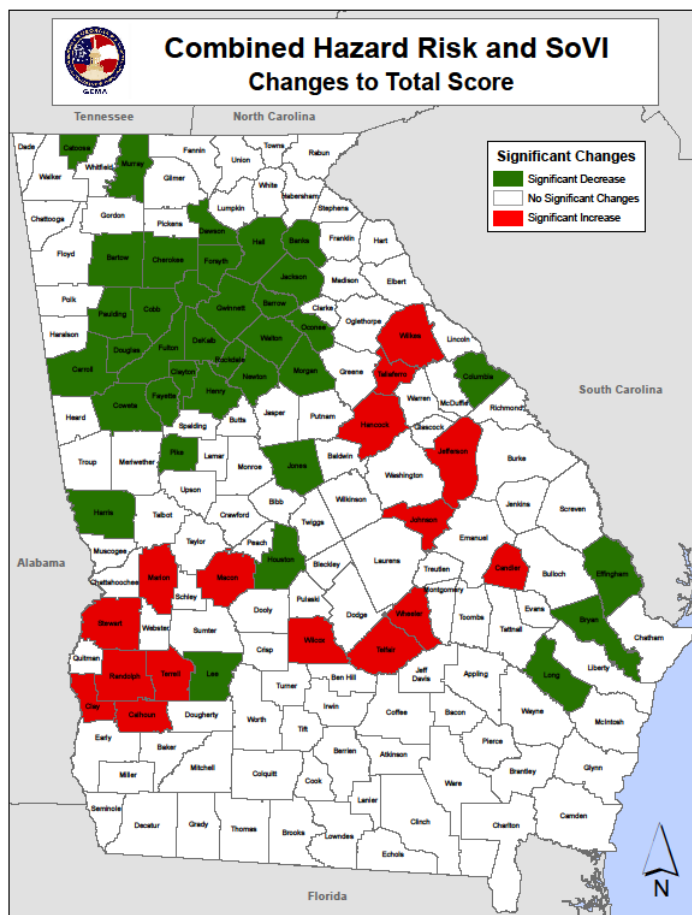 Combined Hazard Risk and SoVI
Changes to Total Score
GEMA
Tennessee
North Carolina
Significant Changes
Significant Decrease
No Significant Changes
Significant Increase
Dade
Catoosa
Whitfield
Murray
Fannin
Union
Towns
Rabun
Walker
Gilmer
White
Habersham
Stephens
Chattooga
Gordon
Pickens
Lumpkin
Dawson
Hall
Banks
Franklin
Hart
Floyd
Bartow
Cherokee
Forsyth
Jackson
Madison
Elbert
Polk
Paulding
Cobb
Gwinnett
Barrow
Clarke
Oglethorpe
Wilkes
Lincoln
Haralson
Douglas
Fulton
DeKalb
Walton
Oconee
Carroll
Clayton
Rockdale
Newton
Morgan
Greene
Taliaferro
Columbia
South Carolina
Coweta
Fayette
Henry
Warren
McDuffie
Richmond
Heard
Spalding
Butts
Jasper
Putnam
Hancock
Glascock
Troup
Meriwether
Pike
Lamar
Monroe
Jones
Baldwin
Washington
Jefferson
Burke
Upson
Bibb
Wilkinson
Jenkins
Screven
Harris
Talbot
Crawford
Twiggs
Johnson
Emanuel
Taylor
Peach
Alabama
Muscogee
Chattahoochee
Marion
Macon
Houston
Bleckley
Laurens
Treutlen
Candler
Bulloch
Effingham
Schley
Pulaski
Montgomery
Stewart
Webster
Sumter
Dooly
Dodge
Wheeler
Toombs
Evans
Tattnall
Bryan
Chatham
Quitman
Crisp
Wilcox
Telfair
Randolph
Terrell
Lee
Ben Hill
Jeff
Davis
Appling
Long
Liberty
Clay
Calhoun
Dougherty
Turner
Irwin
Coffee
Bacon
Wayne
McIntosh
Early
Baker
Worth
Tift
Pierce
Miller
Mitchell
Colquitt
Berrien
Atkinson
Brantley
Glynn
Cook
Ware
Seminole
Lanier
Camden
Decatur
Grady
Thomas
Brooks
Lowndes
Clinch
Charlton
Echols
Florida
N